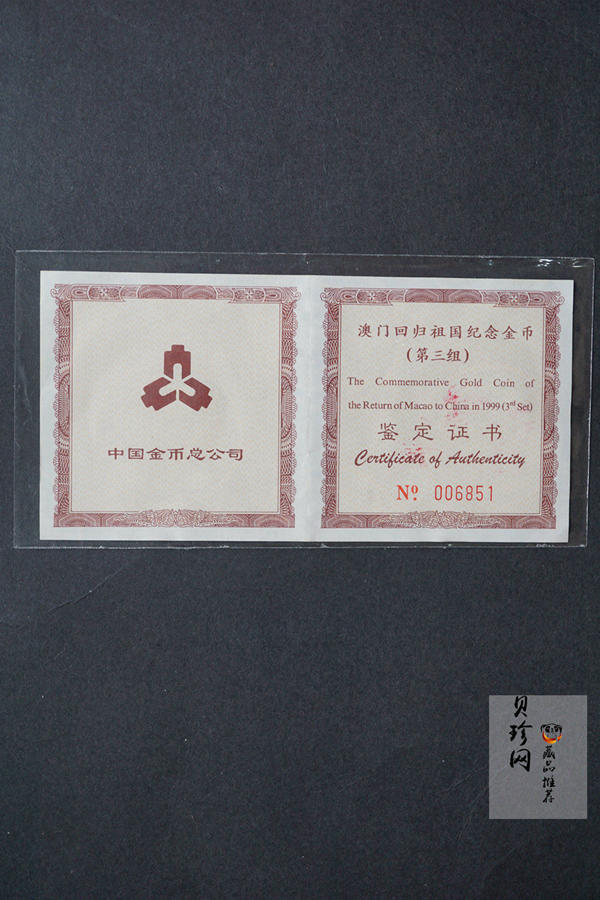 中国金币总公司
澳门回归祖国纪念金币
(第三组)
The Commemorative Gold Coin of
the Return of Macao to China in 1999 (3rd Set)
鉴定证书
Certificate of Authenticity
Nº 006851
贝珍网
藏品推荐